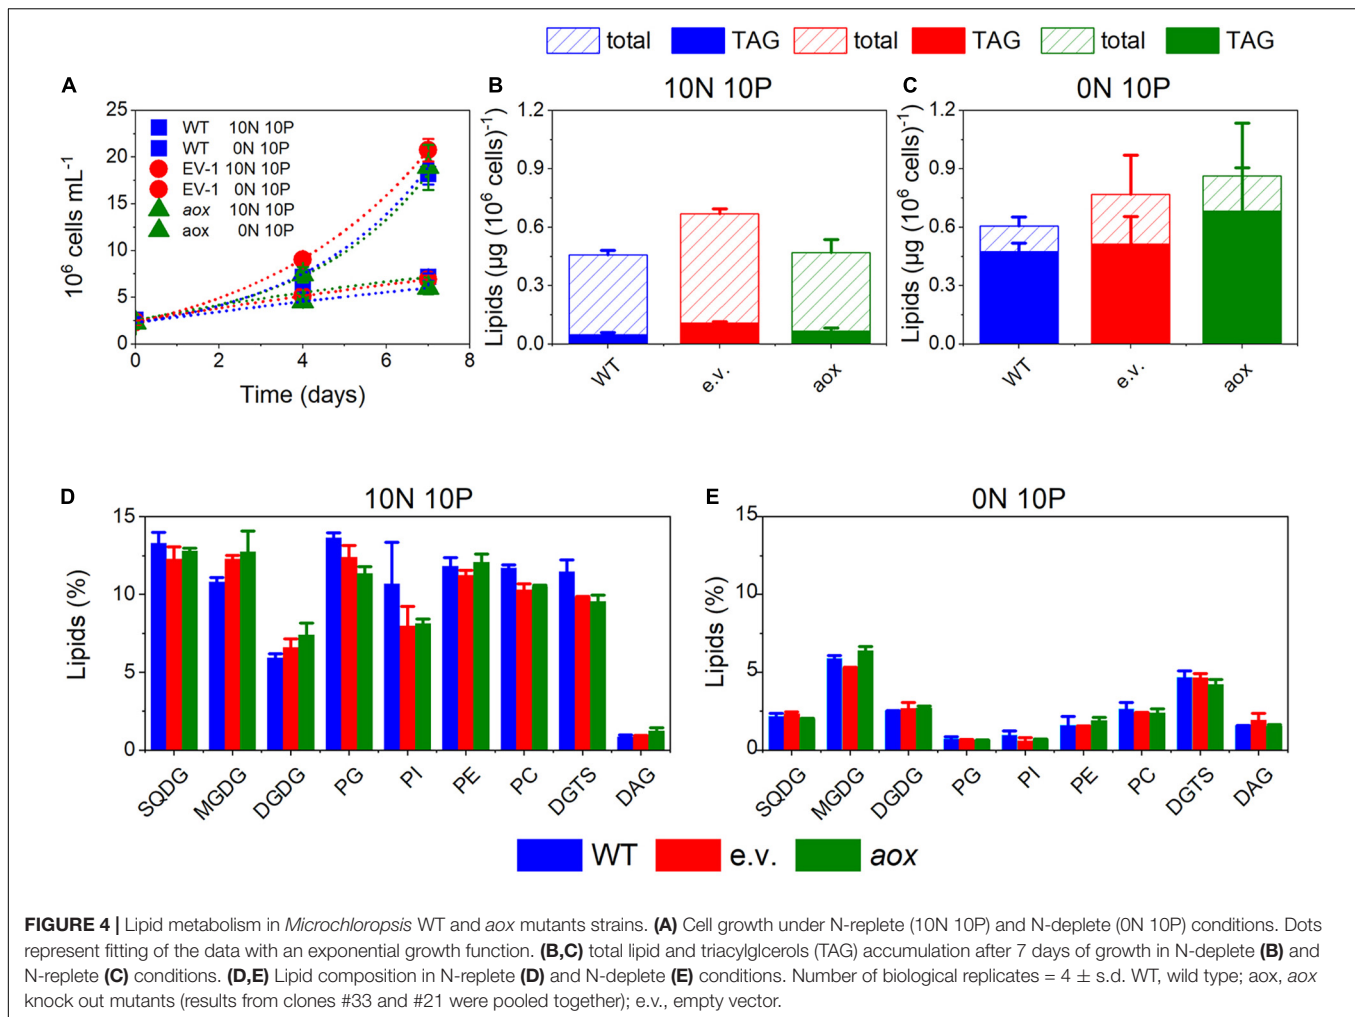 total TAG total TAG total TAG
A
25
20
15
10
5
0
10⁶ cells mL⁻¹
WT 10N 10P
WT 0N 10P
EV-1 10N 10P
EV-1 0N 10P
aox 10N 10P
aox 0N 10P
0 2 4 6 8
Time (days)
B
10N 10P
1.2
0.9
0.6
0.3
0.0
Lipids (µg (10⁶ cells)⁻¹)
WT e.v. aox
C
0N 10P
1.2
0.9
0.6
0.3
0.0
Lipids (µg (10⁶ cells)⁻¹)
WT e.v. aox
D
10N 10P
15
10
5
0
Lipids (%)
SQDG MGDG DGDG PG PI PE PC DGTS DAG
E
0N 10P
15
10
5
0
Lipids (%)
SQDG MGDG DGDG PG PI PE PC DGTS DAG
WT e.v. aox
FIGURE 4 | Lipid metabolism in Microchloropsis WT and aox mutants strains. (A) Cell growth under N-replete (10N 10P) and N-deplete (0N 10P) conditions. Dots
represent fitting of the data with an exponential growth function. (B,C) total lipid and triacylglcerols (TAG) accumulation after 7 days of growth in N-deplete (B) and
N-replete (C) conditions. (D,E) Lipid composition in N-replete (D) and N-deplete (E) conditions. Number of biological replicates = 4 ± s.d. WT, wild type; aox, aox
knock out mutants (results from clones #33 and #21 were pooled together); e.v., empty vector.